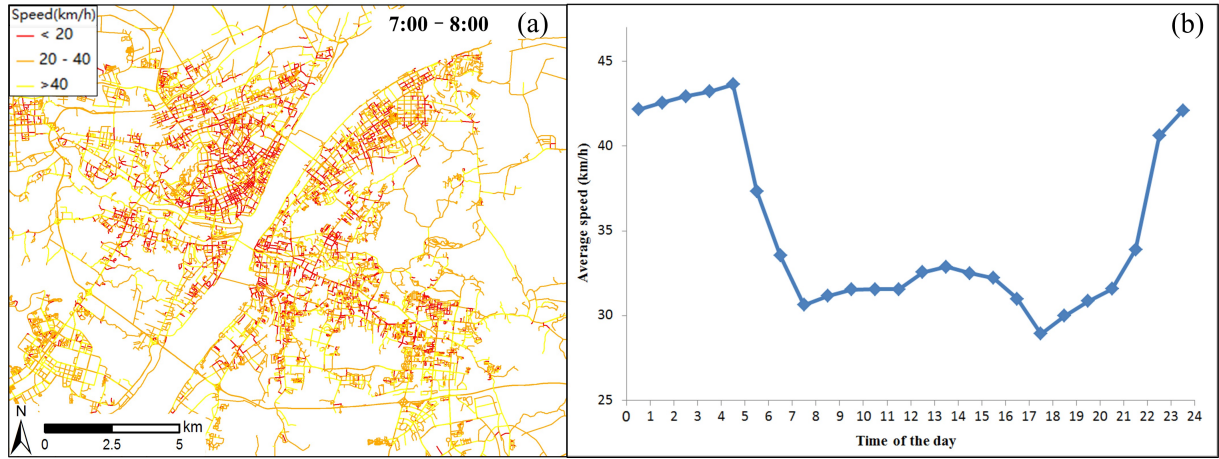 Speed(km/h)
< 20
20 - 40
>40
7:00 - 8:00
(a)
N
km
0 2.5 5
(b)
45
40
35
30
25
Average speed (km/h)
0 1 2 3 4 5 6 7 8 9 10 11 12 13 14 15 16 17 18 19 20 21 22 23 24
Time of the day